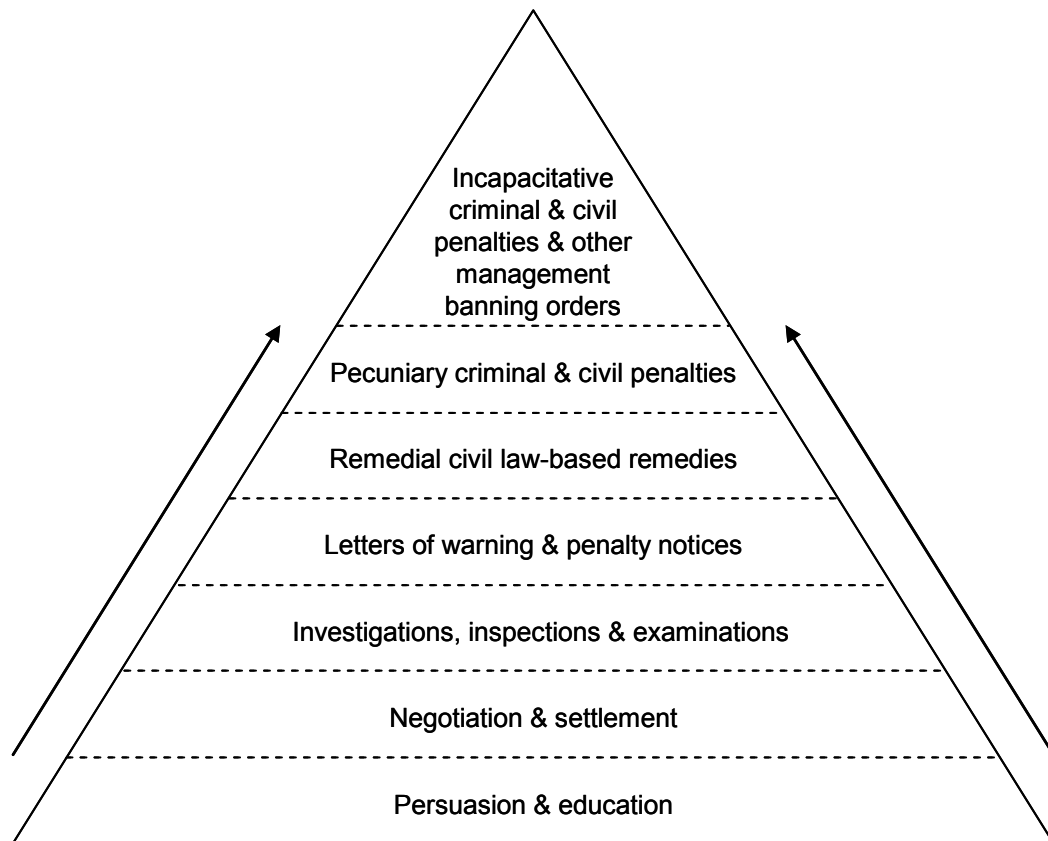 Incapacitative
criminal & civil
penalties & other
management
banning orders
Pecuniary criminal & civil penalties
Remedial civil law-based remedies
Letters of warning & penalty notices
Investigations, inspections & examinations
Negotiation & settlement
Persuasion & education